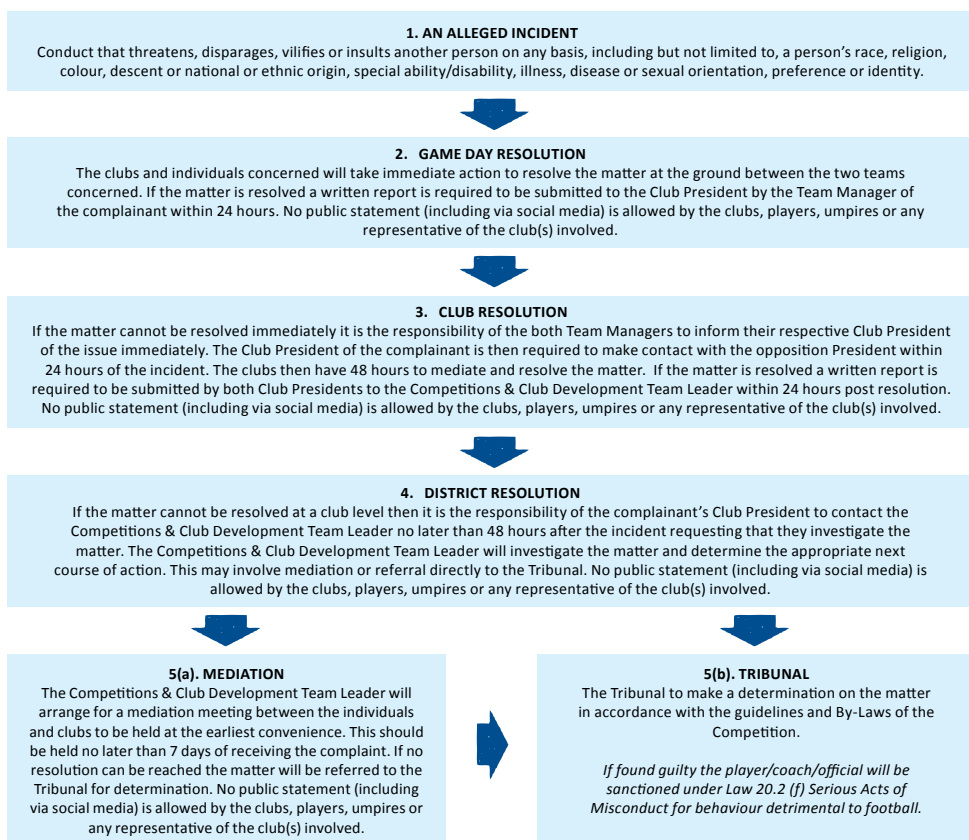 1. AN ALLEGED INCIDENT
Conduct that threatens, disparages, vilifies or insults another person on any basis, including but not limited to, a person's race, religion,
colour, descent or national or ethnic origin, special ability/disability, illness, disease or sexual orientation, preference or identity.
2. GAME DAY RESOLUTION
The clubs and individuals concerned will take immediate action to resolve the matter at the ground between the two teams
concerned. If the matter is resolved a written report is required to be submitted to the Club President by the Team Manager of
the complainant within 24 hours. No public statement (including via social media) is allowed by the clubs, players, umpires or any
representative of the club(s) involved.
3. CLUB RESOLUTION
If the matter cannot be resolved immediately it is the responsibility of the both Team Managers to inform their respective Club President
of the issue immediately. The Club President of the complainant is then required to make contact with the opposition President within
24 hours of the incident. The clubs then have 48 hours to mediate and resolve the matter. If the matter is resolved a written report is
required to be submitted by both Club Presidents to the Competitions & Club Development Team Leader within 24 hours post resolution.
No public statement (including via social media) is allowed by the clubs, players, umpires or any representative of the club(s) involved.
4. DISTRICT RESOLUTION
If the matter cannot be resolved at a club level then it is the responsibility of the complainant's Club President to contact the
Competitions & Club Development Team Leader no later than 48 hours after the incident requesting that they investigate the
matter. The Competitions & Club Development Team Leader will investigate the matter and determine the appropriate next
course of action. This may involve mediation or referral directly to the Tribunal. No public statement (including via social media) is
allowed by the clubs, players, umpires or any representative of the club(s) involved.
5(a). MEDIATION
The Competitions & Club Development Team Leader will
arrange for a mediation meeting between the individuals
and clubs to be held at the earliest convenience. This should
be held no later than 7 days of receiving the complaint. If no
resolution can be reached the matter will be referred to the
Tribunal for determination. No public statement (including
via social media) is allowed by the clubs, players, umpires or
any representative of the club(s) involved.
5(b). TRIBUNAL
The Tribunal to make a determination on the matter
in accordance with the guidelines and By-Laws of the
Competition.
If found guilty the player/coach/official will be
sanctioned under Law 20.2 (f) Serious Acts of
Misconduct for behaviour detrimental to football.